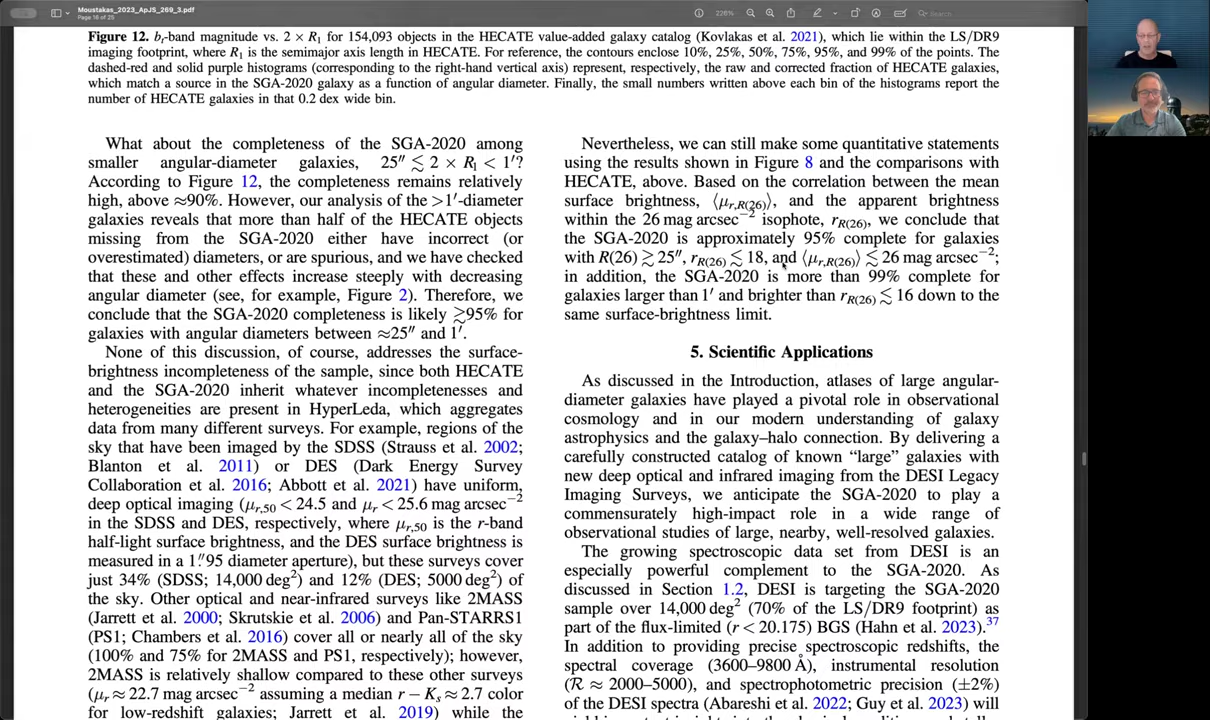 Moustakas_2023_ApJS_269_3.pdf
Page 18 of 25
226%
Search
Figure 12. b_r-band magnitude vs. 2 × R₁ for 154,093 objects in the HECATE value-added galaxy catalog (Kovlakas et al. 2021), which lie within the LS/DR9
imaging footprint, where R₁ is the semimajor axis length in HECATE. For reference, the contours enclose 10%, 25%, 50%, 75%, 95%, and 99% of the points. The
dashed-red and solid purple histograms (corresponding to the right-hand vertical axis) represent, respectively, the raw and corrected fraction of HECATE galaxies,
which match a source in the SGA-2020 galaxy as a function of angular diameter. Finally, the small numbers written above each bin of the histograms report the
number of HECATE galaxies in that 0.2 dex wide bin.
What about the completeness of the SGA-2020 among
smaller angular-diameter galaxies, 25″ ≲ 2 × R₁ < 1′?
According to Figure 12, the completeness remains relatively
high, above ≈90%. However, our analysis of the >1′-diameter
galaxies reveals that more than half of the HECATE objects
missing from the SGA-2020 either have incorrect (or
overestimated) diameters, or are spurious, and we have checked
that these and other effects increase steeply with decreasing
angular diameter (see, for example, Figure 2). Therefore, we
conclude that the SGA-2020 completeness is likely ≳95% for
galaxies with angular diameters between ≈25″ and 1′.
None of this discussion, of course, addresses the surface-
brightness incompleteness of the sample, since both HECATE
and the SGA-2020 inherit whatever incompletenesses and
heterogeneities are present in HyperLeda, which aggregates
data from many different surveys. For example, regions of the
sky that have been imaged by the SDSS (Strauss et al. 2002;
Blanton et al. 2011) or DES (Dark Energy Survey
Collaboration et al. 2016; Abbott et al. 2021) have uniform,
deep optical imaging (μ_r,50 < 24.5 and μ_r < 25.6 mag arcsec⁻²
in the SDSS and DES, respectively, where μ_r,50 is the r-band
half-light surface brightness, and the DES surface brightness is
measured in a 1.″95 diameter aperture), but these surveys cover
just 34% (SDSS; 14,000 deg²) and 12% (DES; 5000 deg²) of
the sky. Other optical and near-infrared surveys like 2MASS
(Jarrett et al. 2000; Skrutskie et al. 2006) and Pan-STARRS1
(PS1; Chambers et al. 2016) cover all or nearly all of the sky
(100% and 75% for 2MASS and PS1, respectively); however,
2MASS is relatively shallow compared to these other surveys
(μ_r ≈ 22.7 mag arcsec⁻² assuming a median r − K_s ≈ 2.7 color
for low-redshift galaxies; Jarrett et al. 2019) while the
Nevertheless, we can still make some quantitative statements
using the results shown in Figure 8 and the comparisons with
HECATE, above. Based on the correlation between the mean
surface brightness, ⟨μ_r,R(26)⟩, and the apparent brightness
within the 26 mag arcsec⁻² isophote, r_R(26), we conclude that
the SGA-2020 is approximately 95% complete for galaxies
with R(26) ≳ 25″, r_R(26) ≲ 18, and ⟨μ_r,R(26)⟩ ≲ 26 mag arcsec⁻²;
in addition, the SGA-2020 is more than 99% complete for
galaxies larger than 1′ and brighter than r_R(26) ≲ 16 down to the
same surface-brightness limit.
5. Scientific Applications
As discussed in the Introduction, atlases of large angular-
diameter galaxies have played a pivotal role in observational
cosmology and in our modern understanding of galaxy
astrophysics and the galaxy–halo connection. By delivering a
carefully constructed catalog of known “large” galaxies with
new deep optical and infrared imaging from the DESI Legacy
Imaging Surveys, we anticipate the SGA-2020 to play a
commensurately high-impact role in a wide range of
observational studies of large, nearby, well-resolved galaxies.
The growing spectroscopic data set from DESI is an
especially powerful complement to the SGA-2020. As
discussed in Section 1.2, DESI is targeting the SGA-2020
sample over 14,000 deg² (70% of the LS/DR9 footprint) as
part of the flux-limited (r < 20.175) BGS (Hahn et al. 2023).³⁷
In addition to providing precise spectroscopic redshifts, the
spectral coverage (3600–9800 Å), instrumental resolution
(ℛ ≈ 2000–5000), and spectrophotometric precision (±2%)
of the DESI spectra (Abareshi et al. 2022; Guy et al. 2023) will